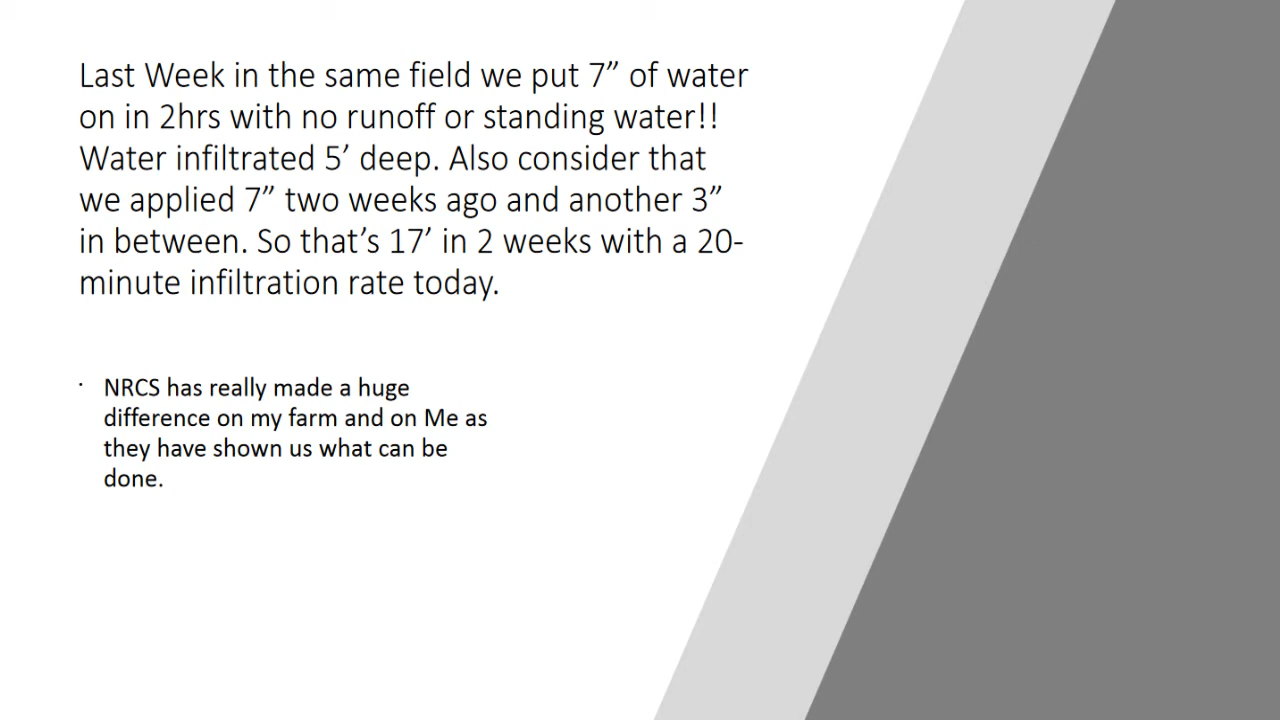 Last Week in the same field we put 7” of water
on in 2hrs with no runoff or standing water!!
Water infiltrated 5’ deep. Also consider that
we applied 7” two weeks ago and another 3”
in between. So that’s 17’ in 2 weeks with a 20-
minute infiltration rate today.
· NRCS has really made a huge
difference on my farm and on Me as
they have shown us what can be
done.